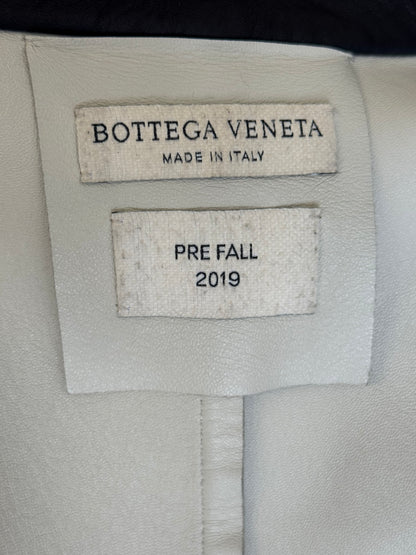 BOTTEGA VENETA
MADE IN ITALY
PRE FALL
2019